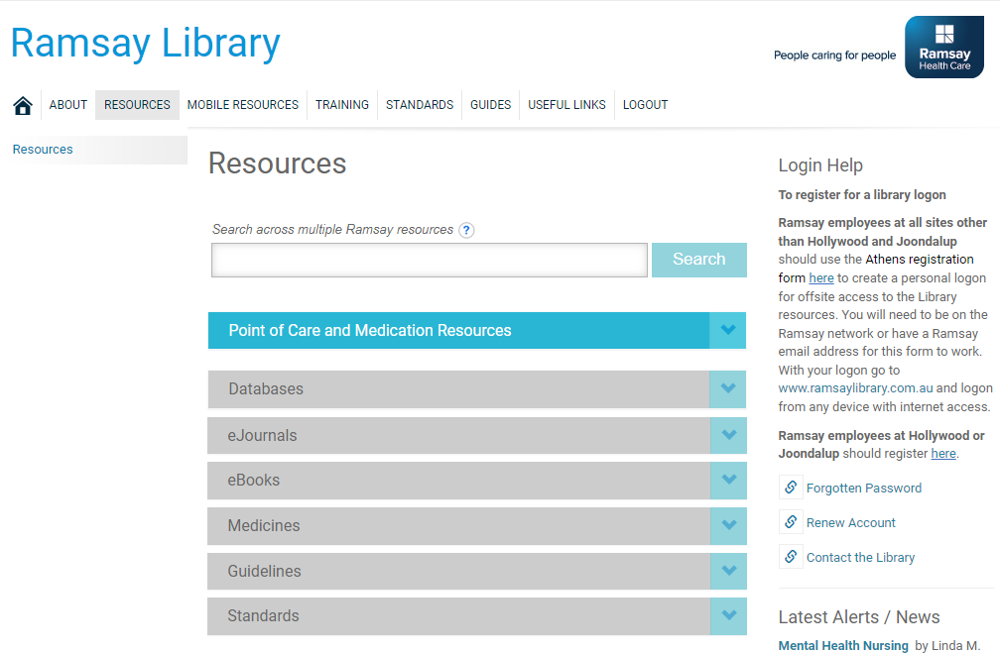 Ramsay Library
People caring for people
Ramsay
Health Care
ABOUT
RESOURCES
MOBILE RESOURCES
TRAINING
STANDARDS
GUIDES
USEFUL LINKS
LOGOUT
Resources
Resources
Search across multiple Ramsay resources ?
Search
Point of Care and Medication Resources
Databases
eJournals
eBooks
Medicines
Guidelines
Standards
Login Help
To register for a library logon
Ramsay employees at all sites other
than Hollywood and Joondalup
should use the Athens registration
form here to create a personal logon
for offsite access to the Library
resources. You will need to be on the
Ramsay network or have a Ramsay
email address for this form to work.
With your logon go to
www.ramsaylibrary.com.au and logon
from any device with internet access.
Ramsay employees at Hollywood or
Joondalup should register here.
Forgotten Password
Renew Account
Contact the Library
Latest Alerts / News
Mental Health Nursing by Linda M.